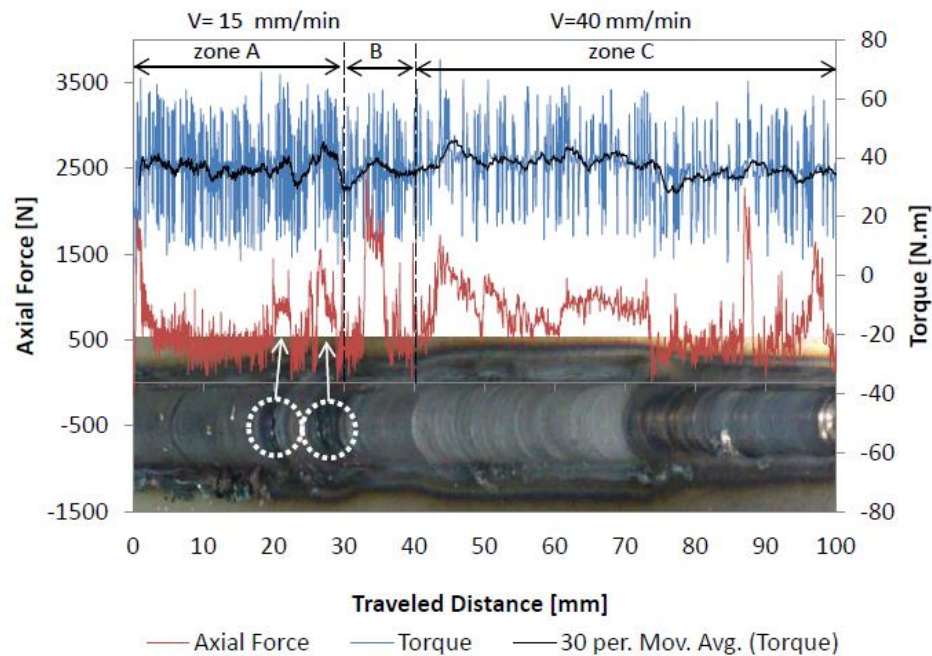 V= 15 mm/min V=40 mm/min
zone A B zone C
3500
2500
1500
500
-500
-1500
Axial Force [N]
80
60
40
20
0
-20
-40
-60
-80
Torque [N.m]
0 10 20 30 40 50 60 70 80 90 100
Traveled Distance [mm]
Axial Force Torque 30 per. Mov. Avg. (Torque)